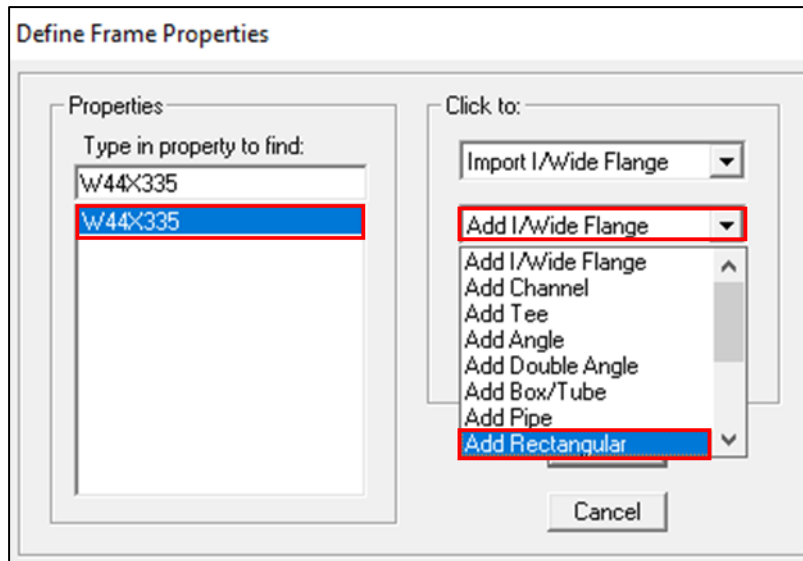 Define Frame Properties
Properties
Type in property to find:
W44X335
W44X335
Click to:
Import I/Wide Flange
Add I/Wide Flange
Add I/Wide Flange
Add Channel
Add Tee
Add Angle
Add Double Angle
Add Box/Tube
Add Pipe
Add Rectangular
Cancel